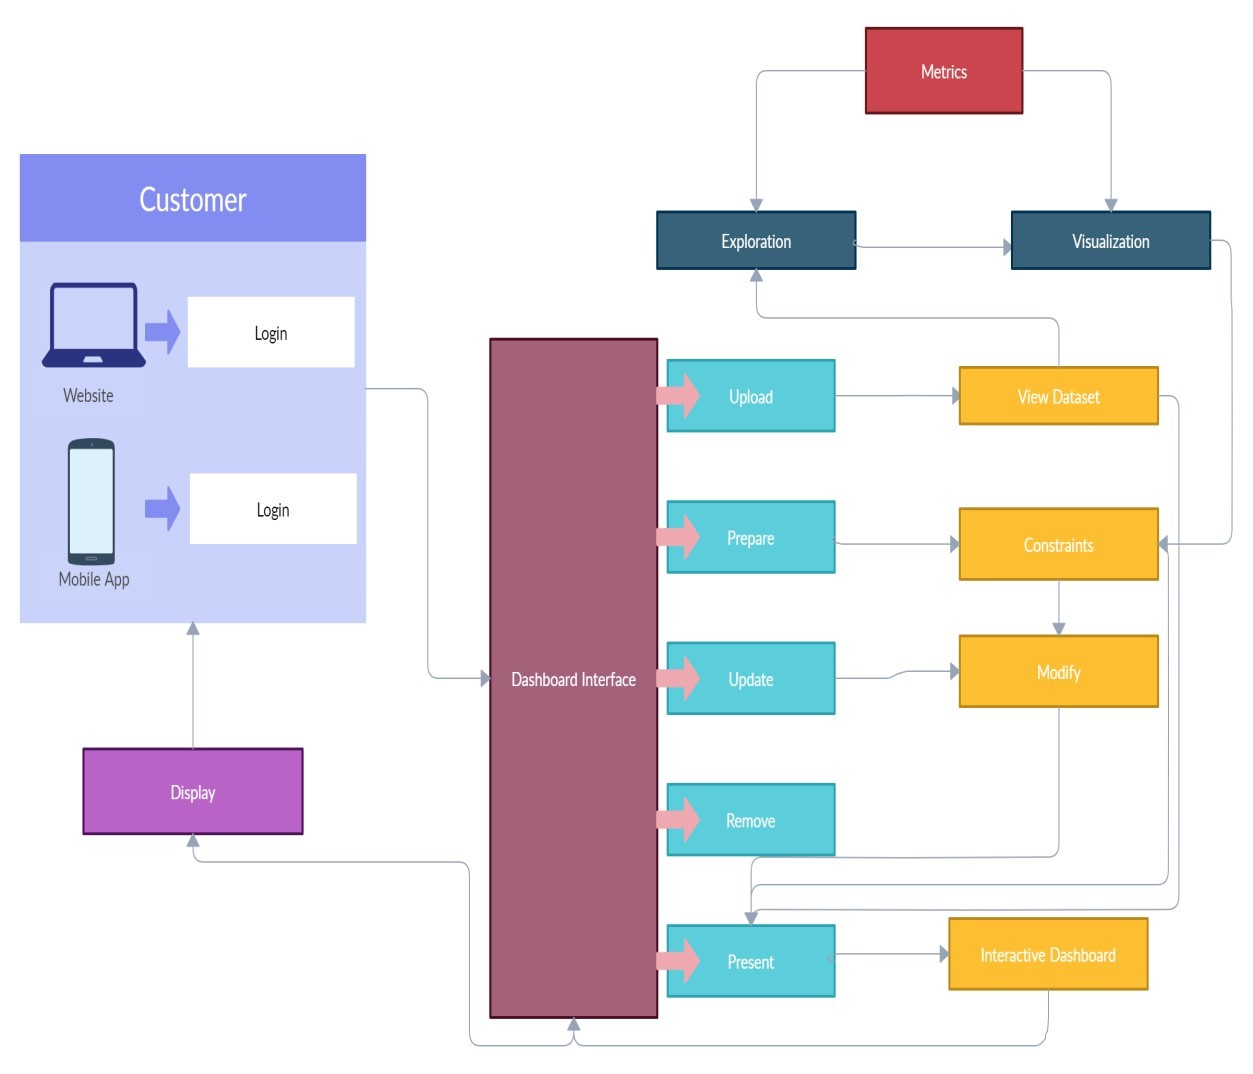 Metrics
Customer
Exploration
Visualization
Login
Website
Upload
View Dataset
Login
Prepare
Constraints
Mobile App
Dashboard Interface
Update
Modify
Display
Remove
Present
Interactive Dashboard